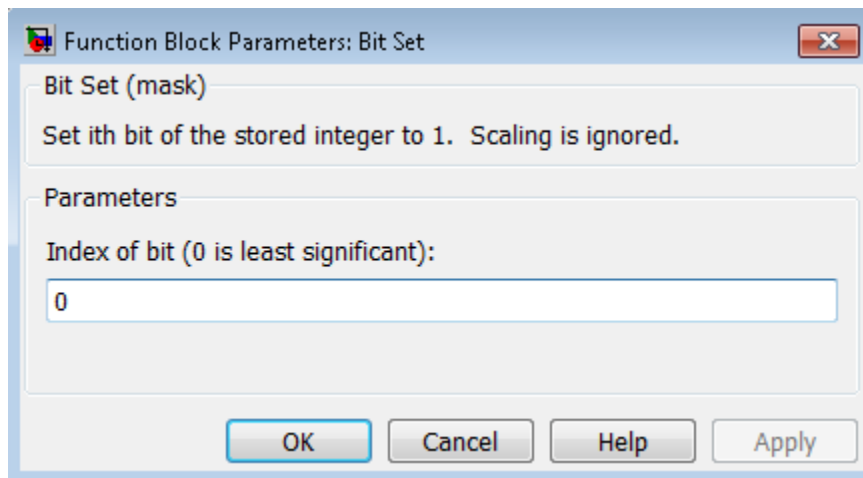 Function Block Parameters: Bit Set
Bit Set (mask)
Set ith bit of the stored integer to 1.  Scaling is ignored.
Parameters
Index of bit (0 is least significant):
0
OK Cancel Help Apply